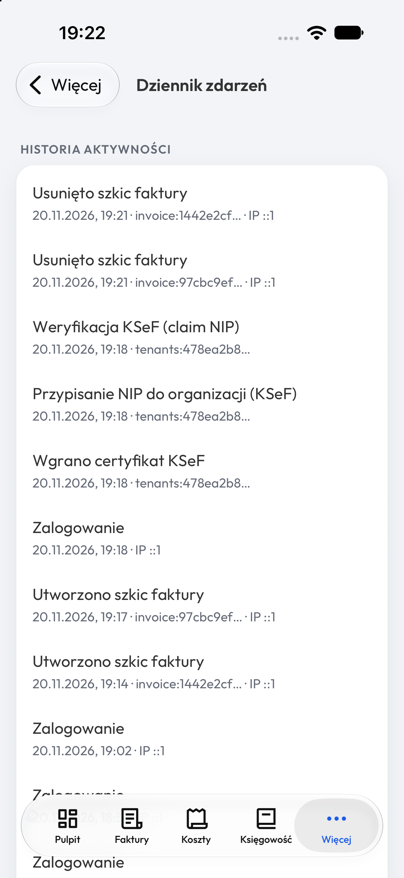 19:22
Więcej
Dziennik zdarzeń
HISTORIA AKTYWNOŚCI
Usunięto szkic faktury
20.11.2026, 19:21 · invoice:1442e2cf… · IP ::1
Usunięto szkic faktury
20.11.2026, 19:21 · invoice:97cbc9ef… · IP ::1
Weryfikacja KSeF (claim NIP)
20.11.2026, 19:18 · tenants:478ea2b8…
Przypisanie NIP do organizacji (KSeF)
20.11.2026, 19:18 · tenants:478ea2b8…
Wgrano certyfikat KSeF
20.11.2026, 19:18 · tenants:478ea2b8…
Zalogowanie
20.11.2026, 19:18 · IP ::1
Utworzono szkic faktury
20.11.2026, 19:17 · invoice:97cbc9ef… · IP ::1
Utworzono szkic faktury
20.11.2026, 19:14 · invoice:1442e2cf… · IP ::1
Zalogowanie
20.11.2026, 19:02 · IP ::1
Zalogowanie
Pulpit
Faktury
Koszty
Księgowość
Więcej
Zalogowanie